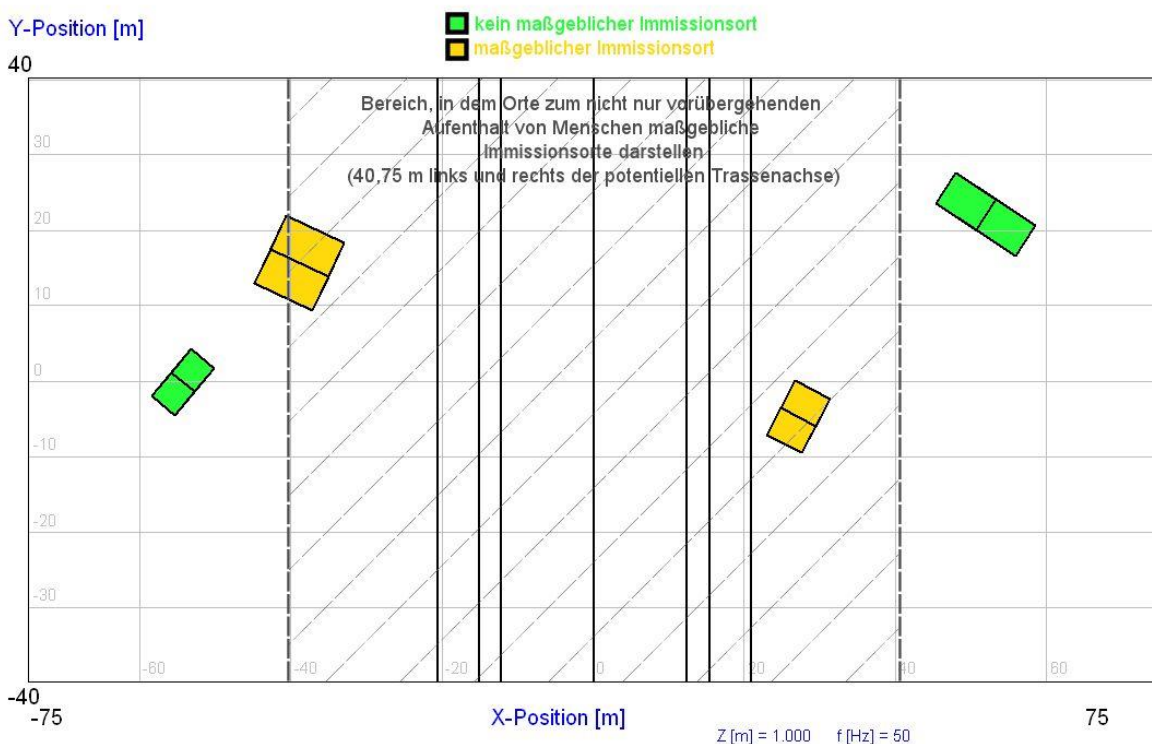 Y-Position [m]
kein maßgeblicher Immissionsort
maßgeblicher Immissionsort
40
Bereich, in dem Orte zum nicht nur vorübergehenden
Aufenthalt von Menschen maßgebliche
Immissionsorte darstellen
(40,75 m links und rechts der potentiellen Trassenachse)
30
20
10
0
-10
-20
-30
-60 -40 -20 0 20 40 60
-40
-75 X-Position [m] 75
Z [m] = 1.000 f [Hz] = 50